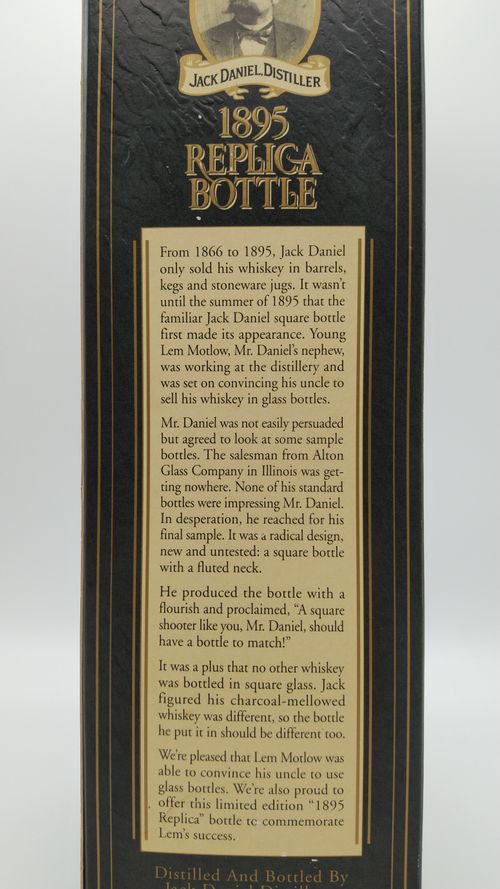 JACK DANIEL, DISTILLER
1895
REPLICA
BOTTLE
From 1866 to 1895, Jack Daniel
only sold his whiskey in barrels,
kegs and stoneware jugs. It wasn't
until the summer of 1895 that the
familiar Jack Daniel square bottle
first made its appearance. Young
Lem Motlow, Mr. Daniel's nephew,
was working at the distillery and
was set on convincing his uncle to
sell his whiskey in glass bottles.
Mr. Daniel was not easily persuaded
but agreed to look at some sample
bottles. The salesman from Alton
Glass Company in Illinois was get-
ting nowhere. None of his standard
bottles were impressing Mr. Daniel.
In desperation, he reached for his
final sample. It was a radical design,
new and untested: a square bottle
with a fluted neck.
He produced the bottle with a
flourish and proclaimed, “A square
shooter like you, Mr. Daniel, should
have a bottle to match!”
It was a plus that no other whiskey
was bottled in square glass. Jack
figured his charcoal-mellowed
whiskey was different, so the bottle
he put it in should be different too.
We're pleased that Lem Motlow was
able to convince his uncle to use
glass bottles. We're also proud to
offer this limited edition “1895
Replica” bottle to commemorate
Lem's success.
Distilled And Bottled By
Jack Daniel